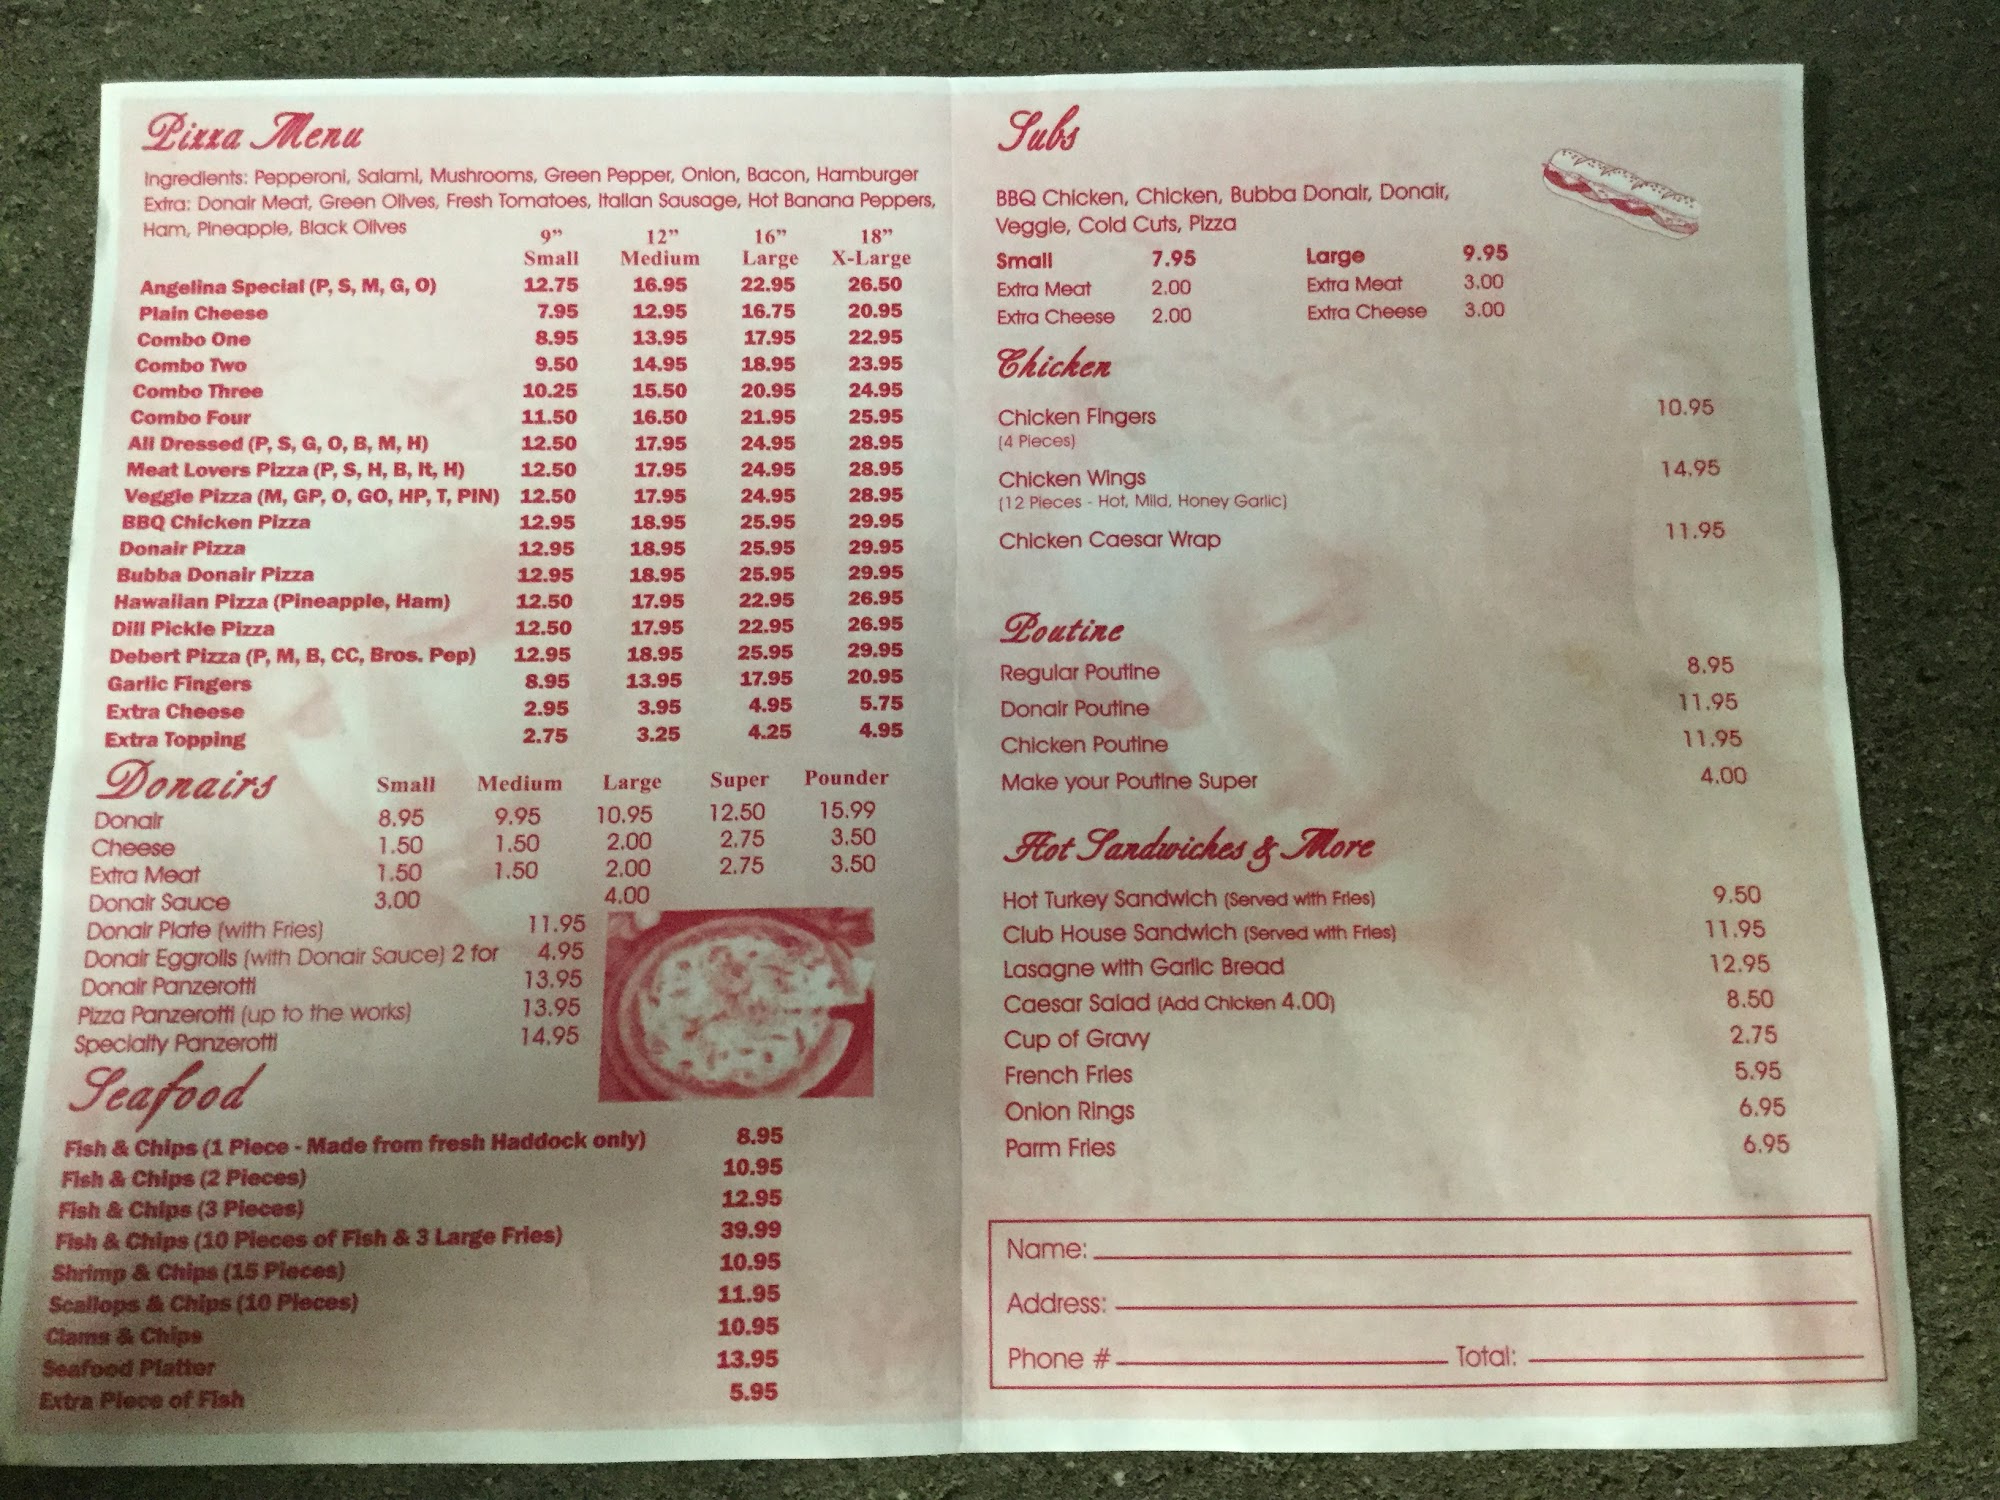 Pizza Menu
Ingredients: Pepperoni, Salami, Mushrooms, Green Pepper, Onion, Bacon, Hamburger
Extra: Donair Meat, Green Olives, Fresh Tomatoes, Italian Sausage, Hot Banana Peppers,
Ham, Pineapple, Black Olives
9" 12" 16" 18"
Small Medium Large X-Large
Angelina Special (P, S, M, G, O) 12.75 16.95 22.95 26.50
Plain Cheese 7.95 12.95 16.75 20.95
Combo One 8.95 13.95 17.95 22.95
Combo Two 9.50 14.95 18.95 23.95
Combo Three 10.25 15.50 20.95 24.95
Combo Four 11.50 16.50 21.95 25.95
All Dressed (P, S, G, O, B, M, H) 12.50 17.95 24.95 28.95
Meat Lovers Pizza (P, S, H, B, It, H) 12.50 17.95 24.95 28.95
Veggie Pizza (M, GP, O, GO, HP, T, PIN) 12.50 17.95 24.95 28.95
BBQ Chicken Pizza 12.95 18.95 25.95 29.95
Donair Pizza 12.95 18.95 25.95 29.95
Bubba Donair Pizza 12.95 18.95 25.95 29.95
Hawaiian Pizza (Pineapple, Ham) 12.50 17.95 22.95 26.95
Dill Pickle Pizza 12.50 17.95 22.95 26.95
Debert Pizza (P, M, B, CC, Bros. Pep) 12.95 18.95 25.95 29.95
Garlic Fingers 8.95 13.95 17.95 20.95
Extra Cheese 2.95 3.95 4.95 5.75
Extra Topping 2.75 3.25 4.25 4.95
Donairs Small Medium Large Super Pounder
Donair 8.95 9.95 10.95 12.50 15.99
Cheese 1.50 1.50 2.00 2.75 3.50
Extra Meat 1.50 1.50 2.00 2.75 3.50
Donair Sauce 3.00 4.00
Donair Plate (with Fries) 11.95
Donair Eggrolls (with Donair Sauce) 2 for 4.95
Donair Panzerotti 13.95
Pizza Panzerotti (up to the works) 13.95
Specialty Panzerotti 14.95
Seafood
Fish & Chips (1 Piece - Made from fresh Haddock only) 8.95
Fish & Chips (2 Pieces) 10.95
Fish & Chips (3 Pieces) 12.95
Fish & Chips (10 Pieces of Fish & 3 Large Fries) 39.99
Shrimp & Chips (15 Pieces) 10.95
Scallops & Chips (10 Pieces) 11.95
Clams & Chips 10.95
Seafood Platter 13.95
Extra Piece of Fish 5.95
Subs
BBQ Chicken, Chicken, Bubba Donair, Donair,
Veggie, Cold Cuts, Pizza
Small 7.95 Large 9.95
Extra Meat 2.00 Extra Meat 3.00
Extra Cheese 2.00 Extra Cheese 3.00
Chicken
Chicken Fingers 10.95
(4 Pieces)
Chicken Wings 14.95
(12 Pieces - Hot, Mild, Honey Garlic)
Chicken Caesar Wrap 11.95
Poutine
Regular Poutine 8.95
Donair Poutine 11.95
Chicken Poutine 11.95
Make your Poutine Super 4.00
Hot Sandwiches & More
Hot Turkey Sandwich (Served with Fries) 9.50
Club House Sandwich (Served with Fries) 11.95
Lasagne with Garlic Bread 12.95
Caesar Salad (Add Chicken 4.00) 8.50
Cup of Gravy 2.75
French Fries 5.95
Onion Rings 6.95
Parm Fries 6.95
Name:
Address:
Phone # Total: